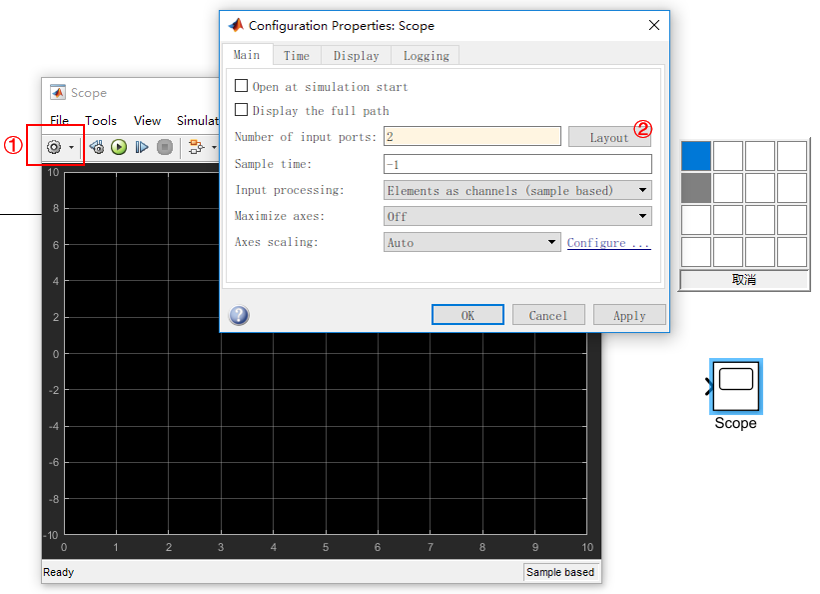 Configuration Properties: Scope
Main Time Display Logging
Open at simulation start
Display the full path
Number of input ports: 2 Layout ②
Sample time: -1
Input processing: Elements as channels (sample based)
Maximize axes: Off
Axes scaling: Auto Configure ...
OK Cancel Apply
Scope
File Tools View Simulat
①
10
8
6
4
2
0
-2
-4
-6
-8
-10
0 1 2 3 4 5 6 7 8 9 10
Ready Sample based
取消
Scope